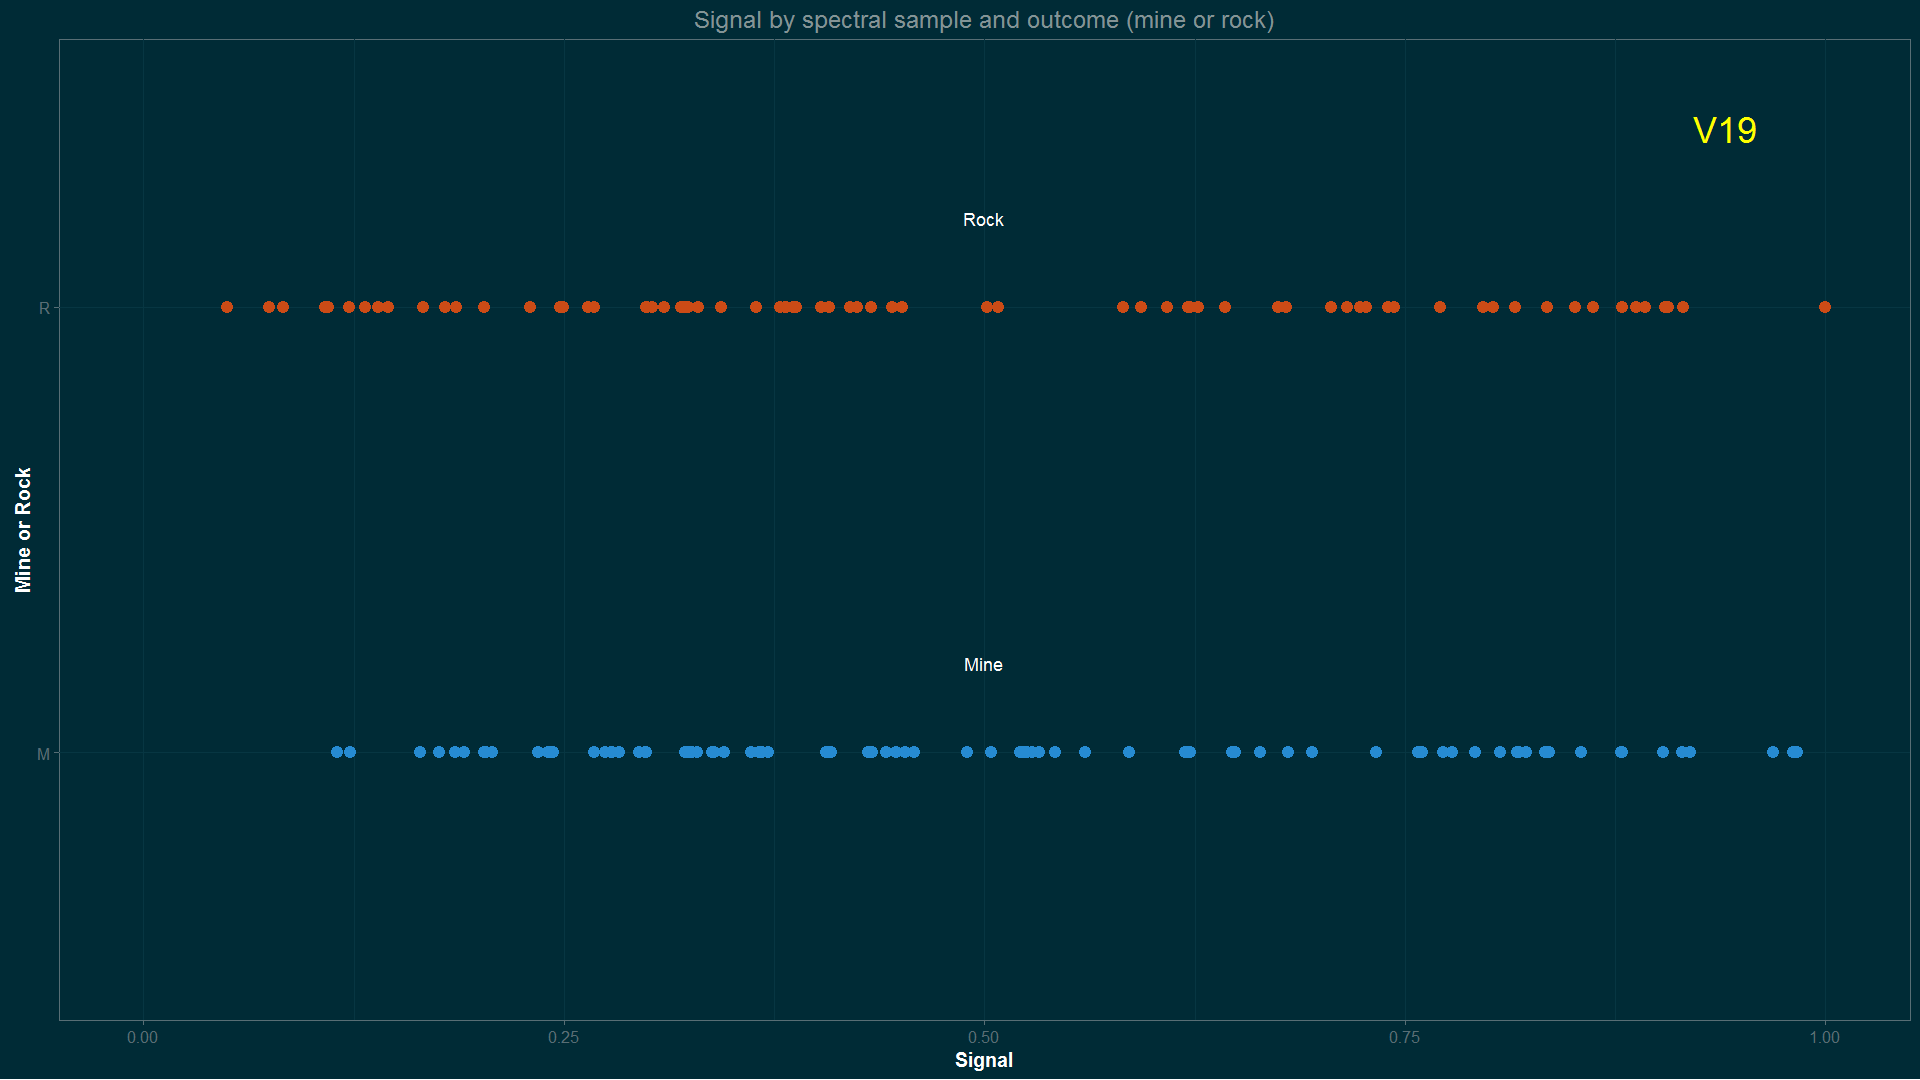 Signal by spectral sample and outcome (mine or rock)
V19
Rock
R
Mine or Rock
Mine
M
0.00 0.25 0.50 0.75 1.00
Signal